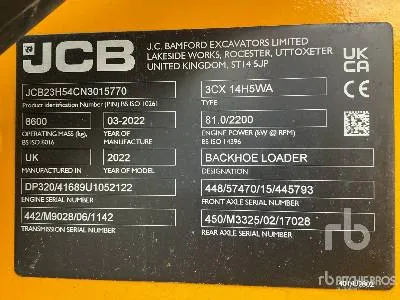 JCB
J.C. BAMFORD EXCAVATORS LIMITED
LAKESIDE WORKS, ROCESTER, UTTOXETER
UNITED KINGDOM, ST14 5JP
UK
CA
CE
JCB23H54CN3015770
Product Identification Number (PIN) BS ISO 10261
3CX 14H5WA
TYPE
8600
OPERATING MASS (kg),
BS ISO 6016
03-2022
YEAR OF
MANUFACTURE
81.0/2200
ENGINE POWER (kW @ RPM)
BS ISO 14396
UK
MANUFACTURED IN
2022
YEAR OF MODEL
BACKHOE LOADER
DP320/41689U1052122
ENGINE SERIAL NUMBER
448/57470/15/445793
FRONT AXLE SERIAL NUMBER
442/M9028/06/1142
TRANSMISSION SERIAL NUMBER
450/M3325/02/17028
REAR AXLE SERIAL NUMBER
rb
rbauction.com